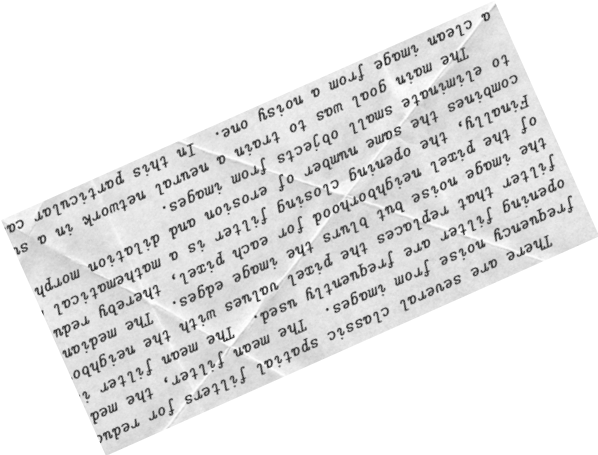 There are several classic spatial filters for reduc
frequency noise from images. The mean filter, the med
opening filter are frequently used. The mean filter i
filter that replaces the pixel values with the neighbo
the image noise but blurs the image edges. The median
of the pixel neighborhood for each pixel, thereby redu
Finally, the opening closing filter is a mathematical
combines the same number of erosion and dilation morph
to eliminate small objects from images.
The main goal was to train a neural network in a
a clean image from a noisy one. In this particular ca